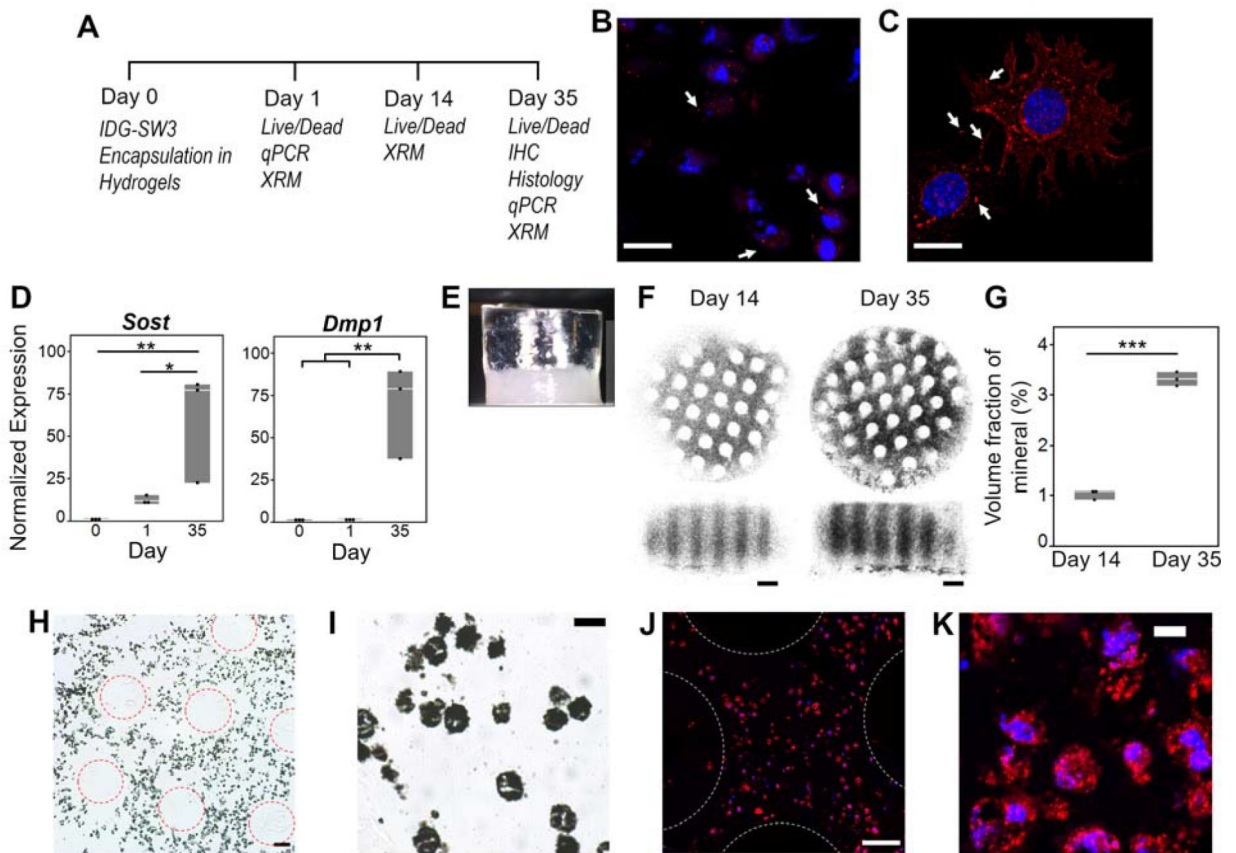 A
Day 0
IDG-SW3
Encapsulation in
Hydrogels
Day 1
Live/Dead
qPCR
XRM
Day 14
Live/Dead
XRM
Day 35
Live/Dead
IHC
Histology
qPCR
XRM
B
C
D
Sost
Dmp1
Normalized Expression
100
75
50
25
0
**
*
0 1 35
Day
100
75
50
25
0
**
0 1 35
Day
E
F
Day 14 Day 35
G
Volume fraction of
mineral (%)
4
3
2
1
0
***
Day 14 Day 35
H
I
J
K